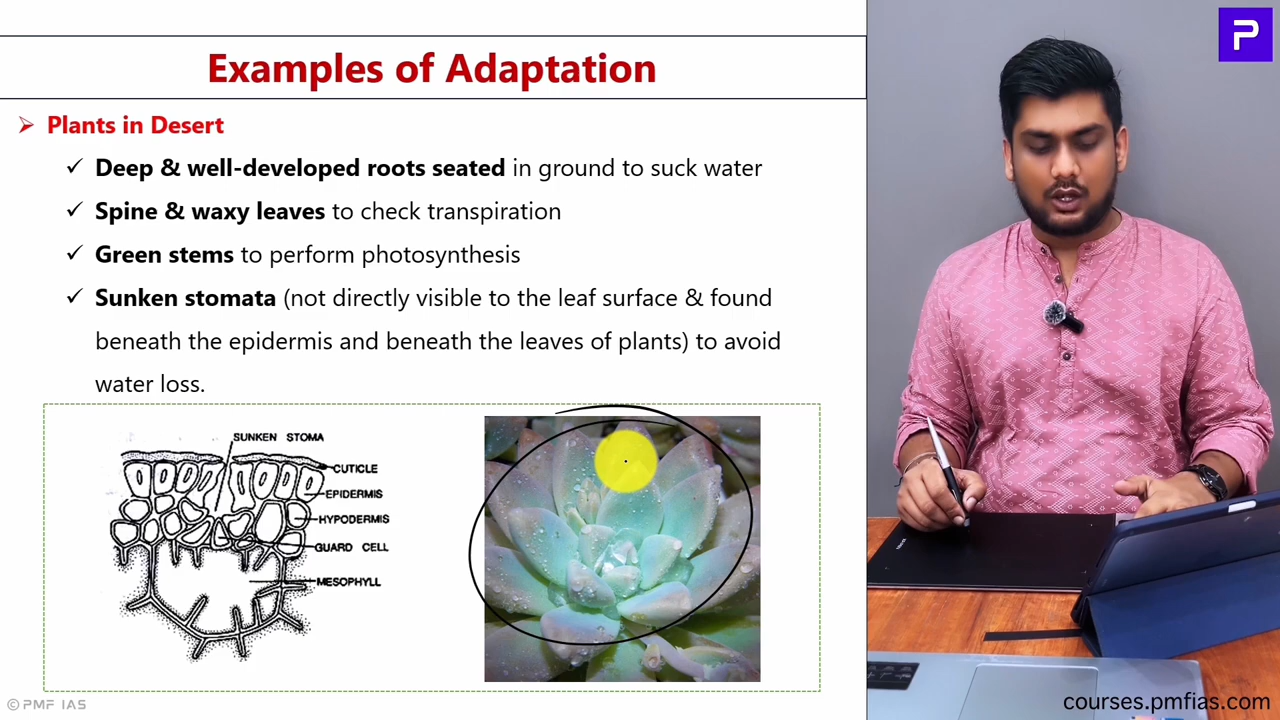 Examples of Adaptation
➢ Plants in Desert
✓ Deep & well-developed roots seated in ground to suck water
✓ Spine & waxy leaves to check transpiration
✓ Green stems to perform photosynthesis
✓ Sunken stomata (not directly visible to the leaf surface & found
beneath the epidermis and beneath the leaves of plants) to avoid
water loss.
SUNKEN STOMA
CUTICLE
EPIDERMIS
HYPODERMIS
GUARD CELL
MESOPHYLL
© PMF IAS
P
courses.pmfias.com